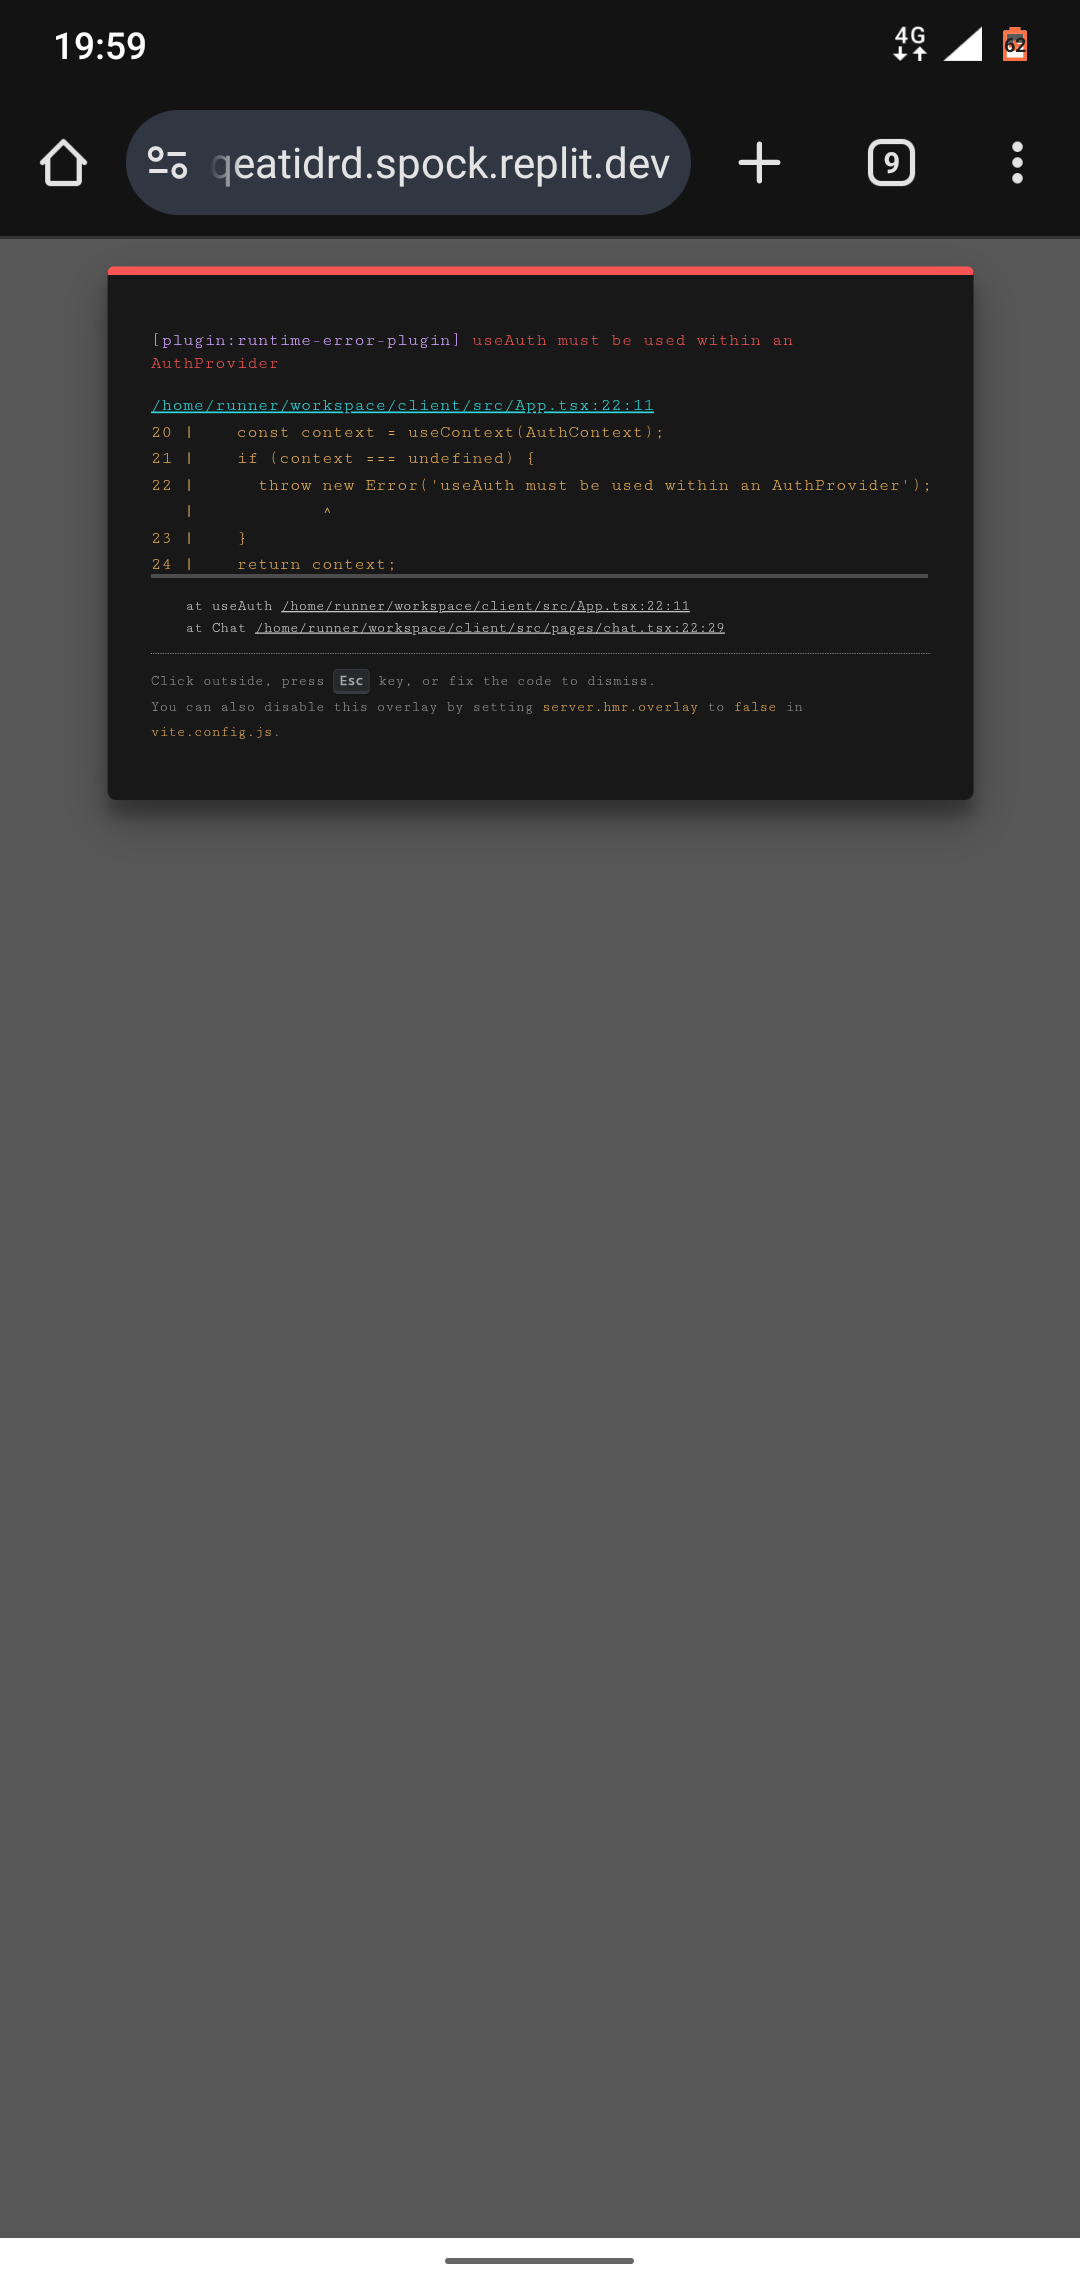 19:59
4G
62
qeatidrd.spock.replit.dev
9
[plugin:runtime-error-plugin] useAuth must be used within an
AuthProvider
/home/runner/workspace/client/src/App.tsx:22:11
20 |    const context = useContext(AuthContext);
21 |    if (context === undefined) {
22 |      throw new Error('useAuth must be used within an AuthProvider');
   |            ^
23 |    }
24 |    return context;
at useAuth /home/runner/workspace/client/src/App.tsx:22:11
at Chat /home/runner/workspace/client/src/pages/chat.tsx:22:29
Click outside, press Esc key, or fix the code to dismiss.
You can also disable this overlay by setting server.hmr.overlay to false in
vite.config.js.